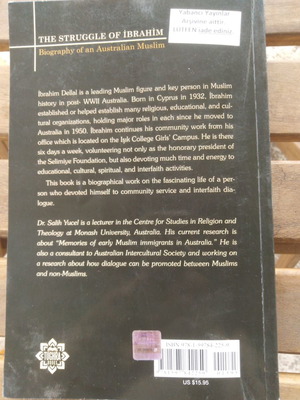 Yabancı Yayınlar
Arşivine aittir
LÜTFEN iade ediniz.
THE STRUGGLE OF İBRAHİM
Biography of an Australian Muslim
İbrahim Dellal is a leading Muslim figure and key person in Muslim
history in post- WWII Australia. Born in Cyprus in 1932, İbrahim
established or helped establish many religious, educational, and cul-
tural organizations, holding major roles in each since he moved to
Australia in 1950. İbrahim continues his community work from his
office which is located on the Işık College Girls' Campus. He is there
six days a week, volunteering not only as the honorary president of
the Selimiye Foundation, but also devoting much time and energy to
educational, cultural, spiritual, and interfaith activities.
This book is a biographical work on the fascinating life of a per-
son who devoted himself to community service and interfaith dia-
logue.
Dr. Salih Yucel is a lecturer in the Centre for Studies in Religion and
Theology at Monash University, Australia. His current research is
about "Memories of early Muslim immigrants in Australia." He is
also a consultant to Australian Intercultural Society and working on
a research about how dialogue can be promoted between Muslims
and non-Muslims.
TUGHRA
BOOKS
US $15.95